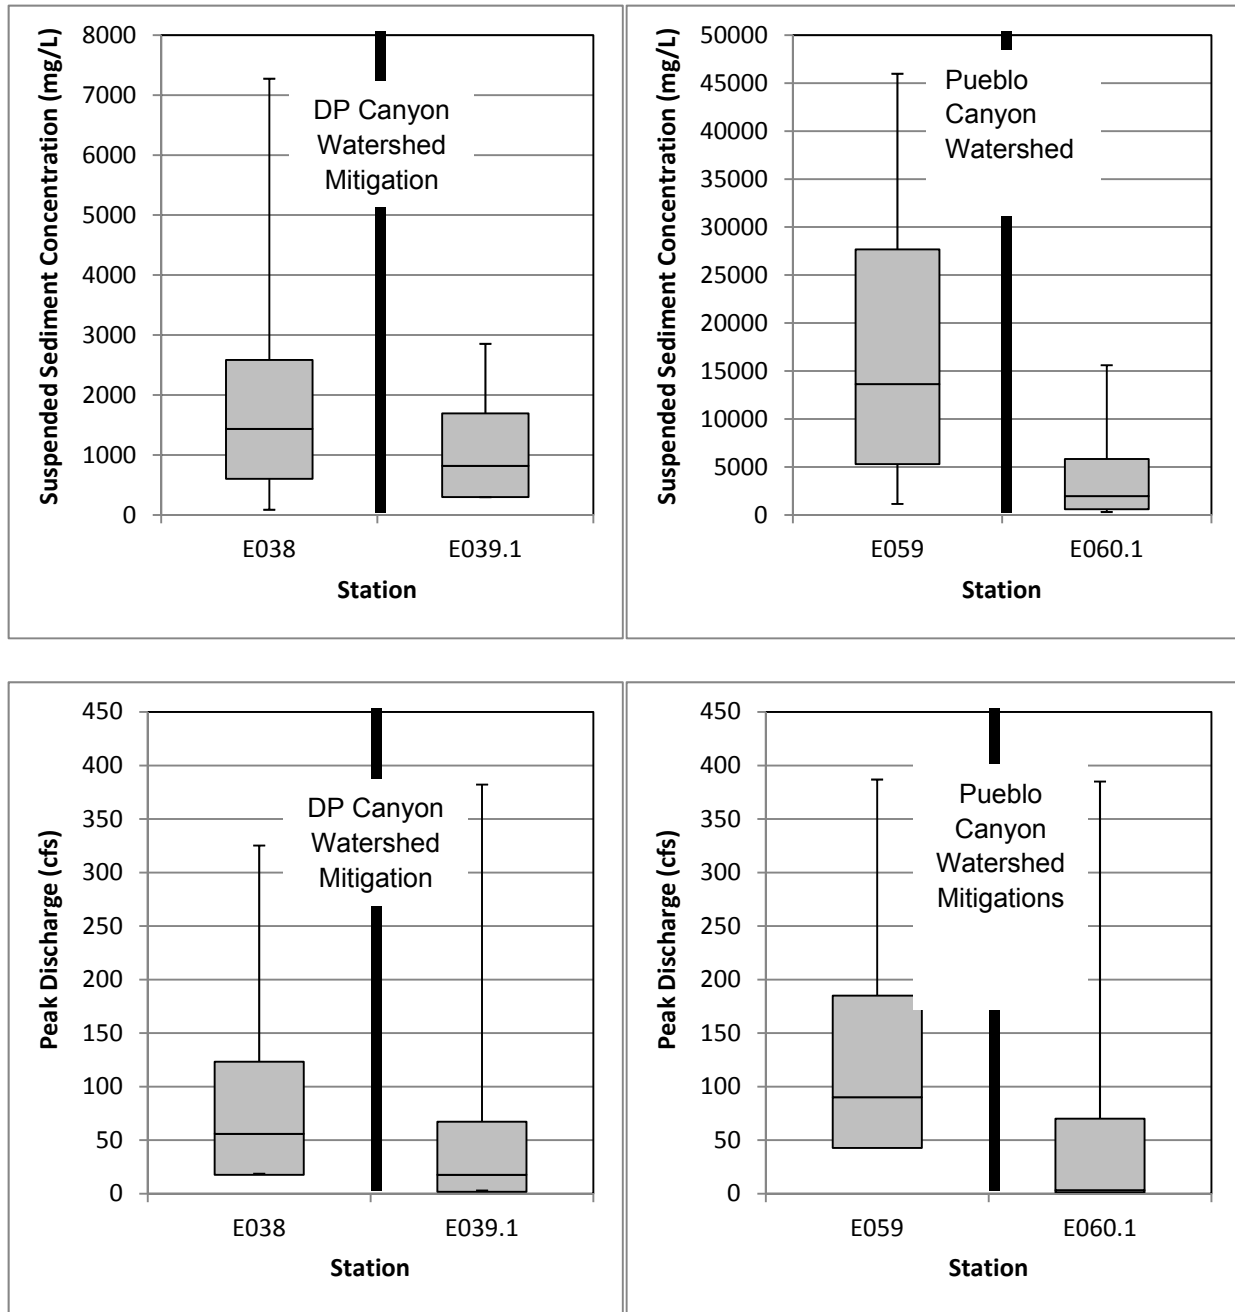 Suspended Sediment Concentration (mg/L)
8000
7000
6000
5000
4000
3000
2000
1000
0
DP Canyon
Watershed
Mitigation
E038
E039.1
Station
Suspended Sediment Concentration (mg/L)
50000
45000
40000
35000
30000
25000
20000
15000
10000
5000
0
Pueblo
Canyon
Watershed
E059
E060.1
Station
Peak Discharge (cfs)
450
400
350
300
250
200
150
100
50
0
DP Canyon
Watershed
Mitigation
E038
E039.1
Station
Peak Discharge (cfs)
450
400
350
300
250
200
150
100
50
0
Pueblo
Canyon
Watershed
Mitigations
E059
E060.1
Station